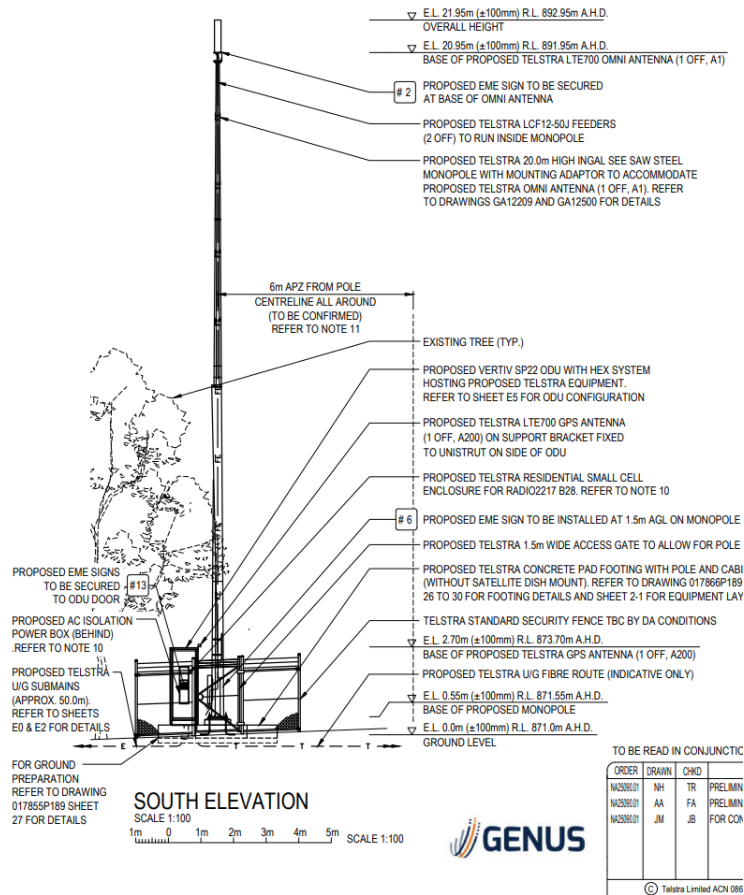 E.L. 21.95m (±100mm) R.L. 892.95m A.H.D.
OVERALL HEIGHT
E.L. 20.95m (±100mm) R.L. 891.95m A.H.D.
BASE OF PROPOSED TELSTRA LTE700 OMNI ANTENNA (1 OFF, A1)
# 2
PROPOSED EME SIGN TO BE SECURED
AT BASE OF OMNI ANTENNA
PROPOSED TELSTRA LCF12-50J FEEDERS
(2 OFF) TO RUN INSIDE MONOPOLE
PROPOSED TELSTRA 20.0m HIGH INGAL SEE SAW STEEL
MONOPOLE WITH MOUNTING ADAPTOR TO ACCOMMODATE
PROPOSED TELSTRA OMNI ANTENNA (1 OFF, A1). REFER
TO DRAWINGS GA12209 AND GA12500 FOR DETAILS
6m APZ FROM POLE
CENTRELINE ALL AROUND
(TO BE CONFIRMED)
REFER TO NOTE 11
EXISTING TREE (TYP.)
PROPOSED VERTIV SP22 ODU WITH HEX SYSTEM
HOSTING PROPOSED TELSTRA EQUIPMENT.
REFER TO SHEET E5 FOR ODU CONFIGURATION
PROPOSED TELSTRA LTE700 GPS ANTENNA
(1 OFF, A200) ON SUPPORT BRACKET FIXED
TO UNISTRUT ON SIDE OF ODU
PROPOSED TELSTRA RESIDENTIAL SMALL CELL
ENCLOSURE FOR RADIO2217 B28. REFER TO NOTE 10
# 6
PROPOSED EME SIGN TO BE INSTALLED AT 1.5m AGL ON MONOPOLE
PROPOSED TELSTRA 1.5m WIDE ACCESS GATE TO ALLOW FOR POLE
PROPOSED TELSTRA CONCRETE PAD FOOTING WITH POLE AND CABI
(WITHOUT SATELLITE DISH MOUNT). REFER TO DRAWING 017866P189
26 TO 30 FOR FOOTING DETAILS AND SHEET 2-1 FOR EQUIPMENT LAY
TELSTRA STANDARD SECURITY FENCE TBC BY DA CONDITIONS
E.L. 2.70m (±100mm) R.L. 873.70m A.H.D.
BASE OF PROPOSED TELSTRA GPS ANTENNA (1 OFF, A200)
PROPOSED TELSTRA U/G FIBRE ROUTE (INDICATIVE ONLY)
E.L. 0.55m (±100mm) R.L. 871.55m A.H.D.
BASE OF PROPOSED MONOPOLE
E.L. 0.0m (±100mm) R.L. 871.0m A.H.D.
GROUND LEVEL
PROPOSED EME SIGNS
TO BE SECURED
TO ODU DOOR
#13
PROPOSED AC ISOLATION
POWER BOX (BEHIND)
.REFER TO NOTE 10
PROPOSED TELSTRA
U/G SUBMAINS
(APPROX. 50.0m).
REFER TO SHEETS
E0 & E2 FOR DETAILS
E T T T
FOR GROUND
PREPARATION
REFER TO DRAWING
017855P189 SHEET
27 FOR DETAILS
SOUTH ELEVATION
SCALE 1:100
1m 0 1m 2m 3m 4m 5m
SCALE 1:100
GENUS
TO BE READ IN CONJUNCTIO
ORDER DRAWN CHKD
NA25090.01 NH TR PRELIMIN
NA25090.01 AA FA PRELIMIN
NA25090.01 JM JB FOR CON
© Telstra Limited ACN 086